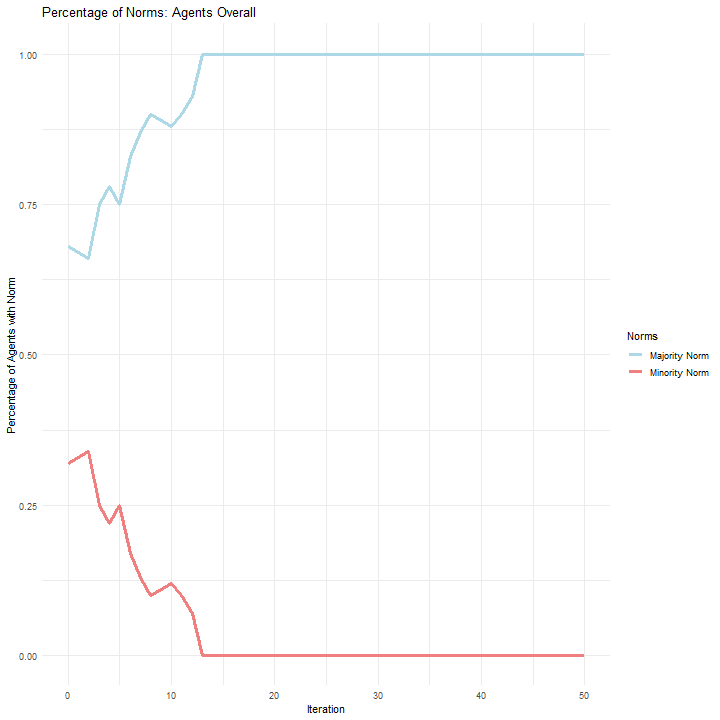 Percentage of Norms: Agents Overall
Percentage of Agents with Norm
1.00
0.75
0.50
0.25
0.00
0
10
20
30
40
50
Iteration
Norms
Majority Norm
Minority Norm